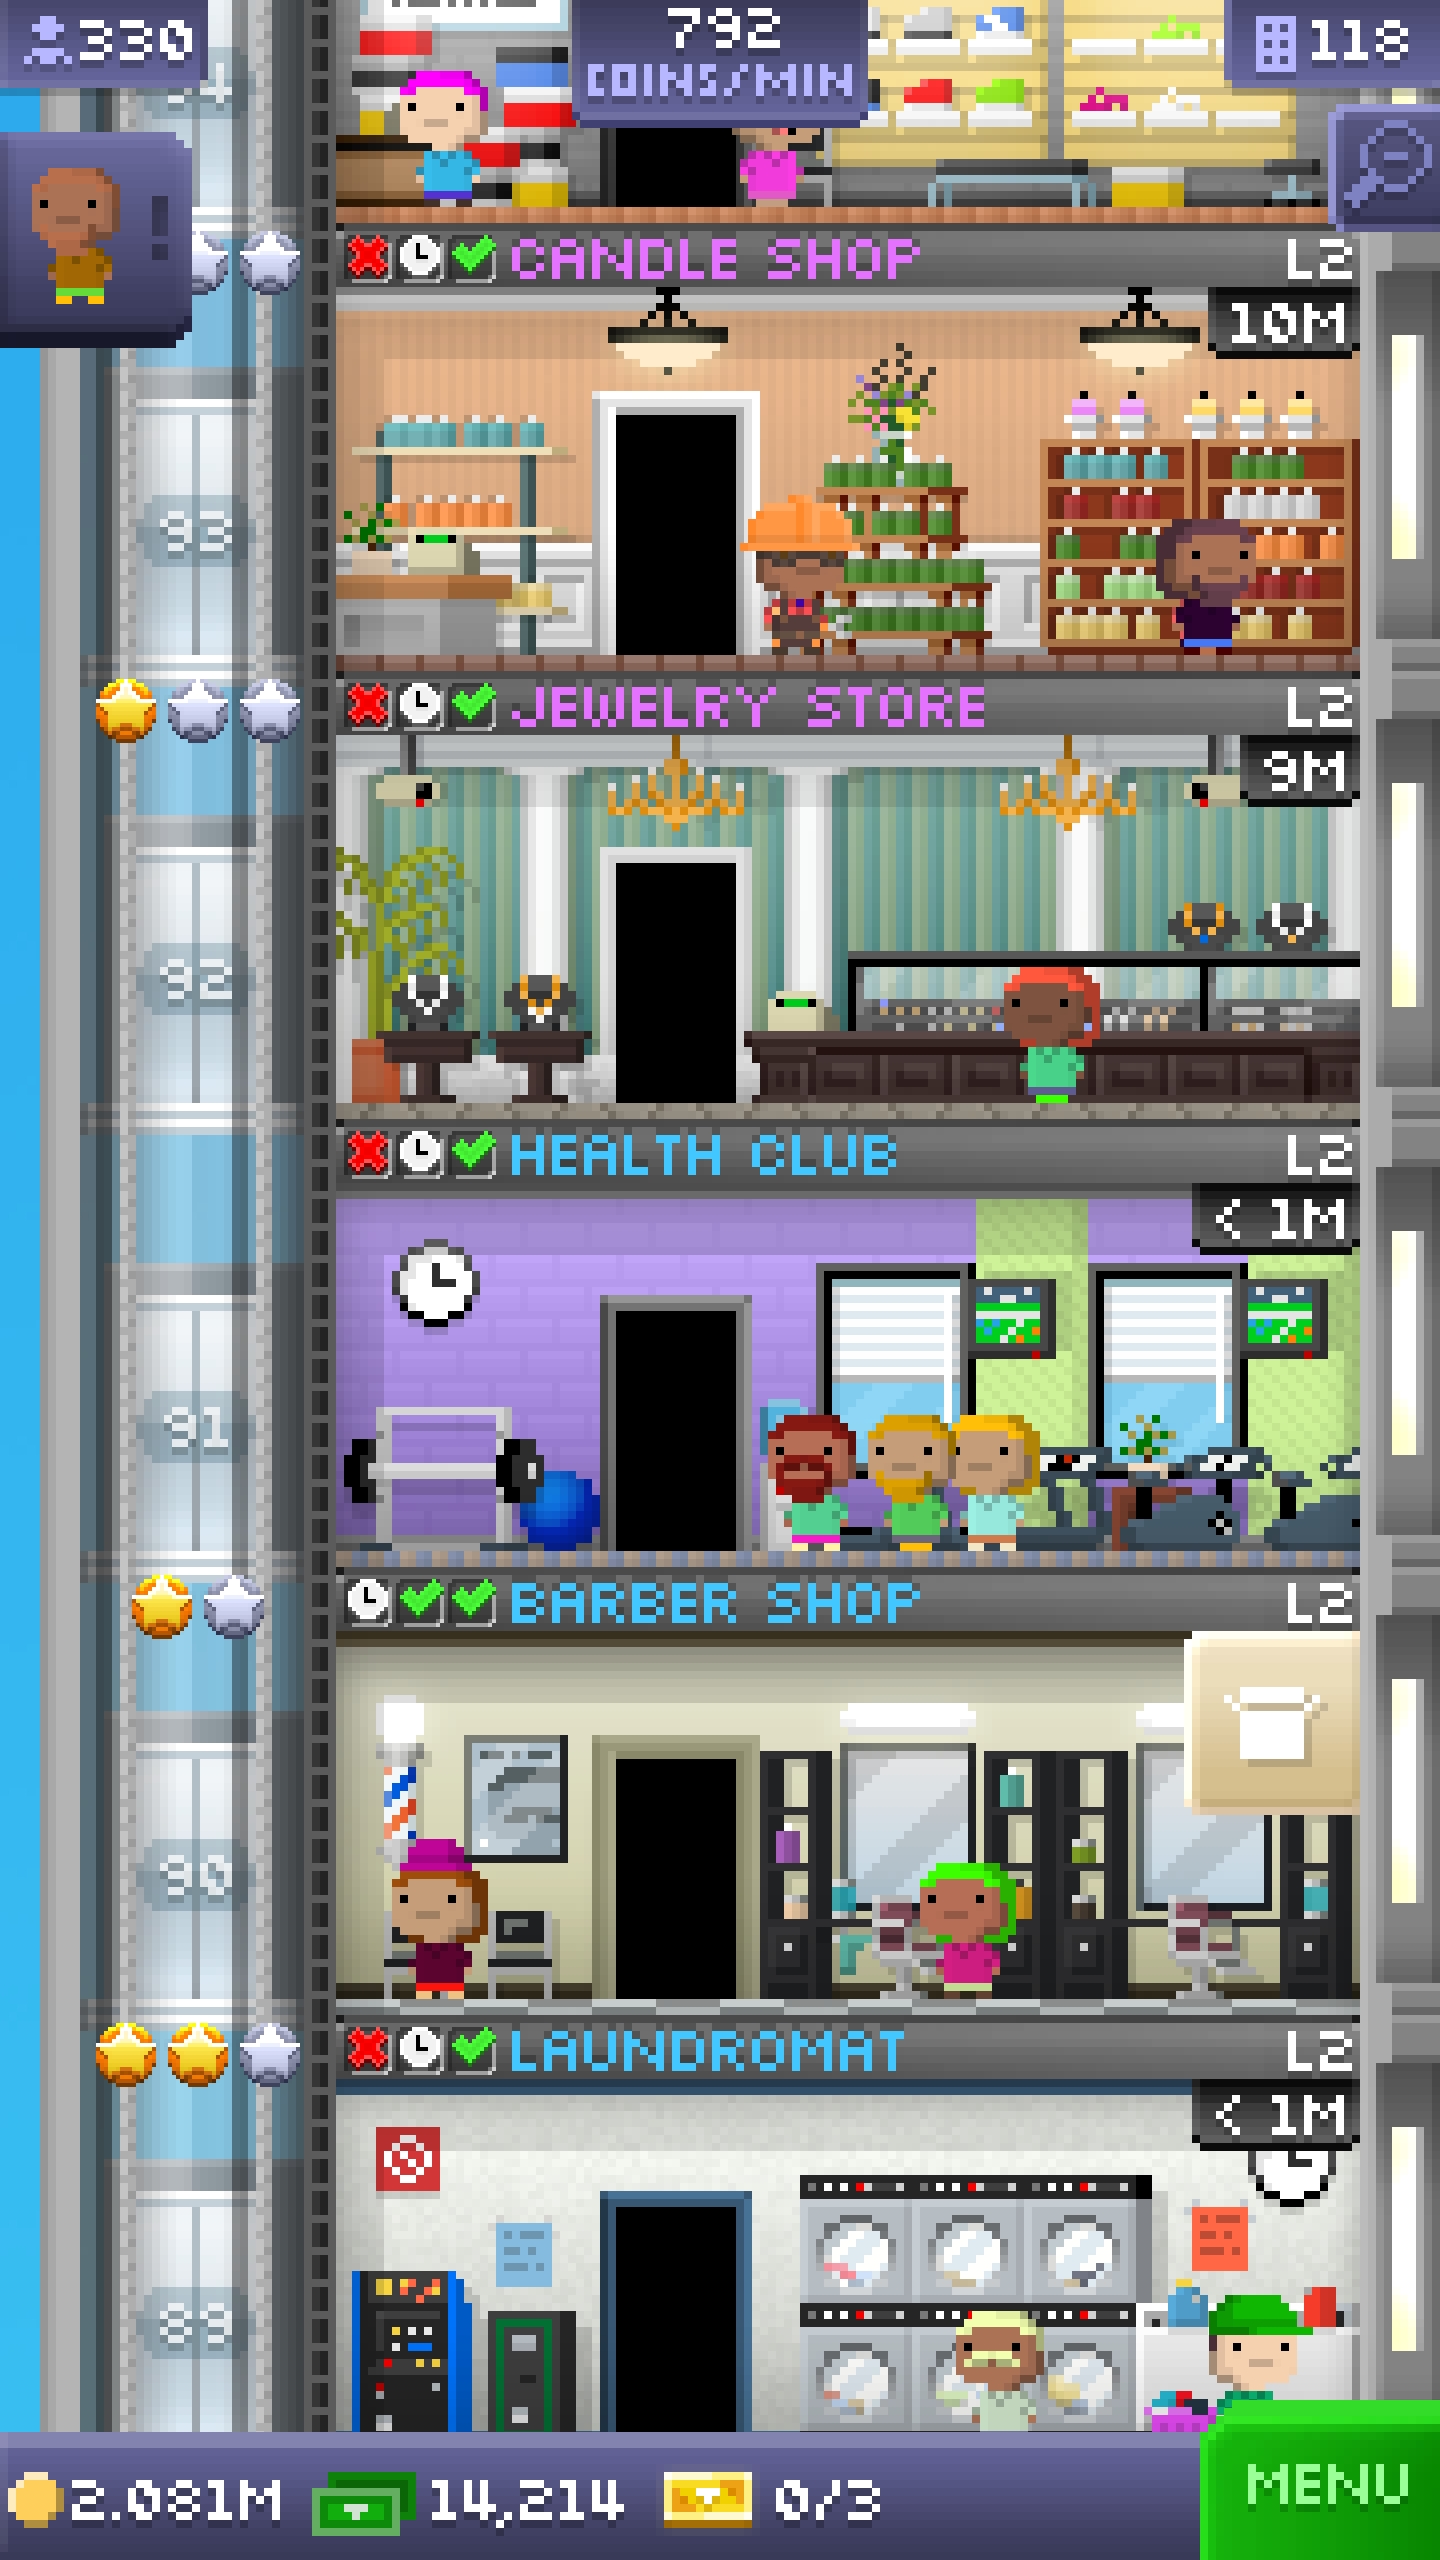 330
792
COINS/MIN
118
CANDLE SHOP L2
10M
93
JEWELRY STORE L2
9M
92
HEALTH CLUB L2
< 1M
91
BARBER SHOP L2
90
LAUNDROMAT L2
< 1M
2.081M 14,214 0/3
MENU